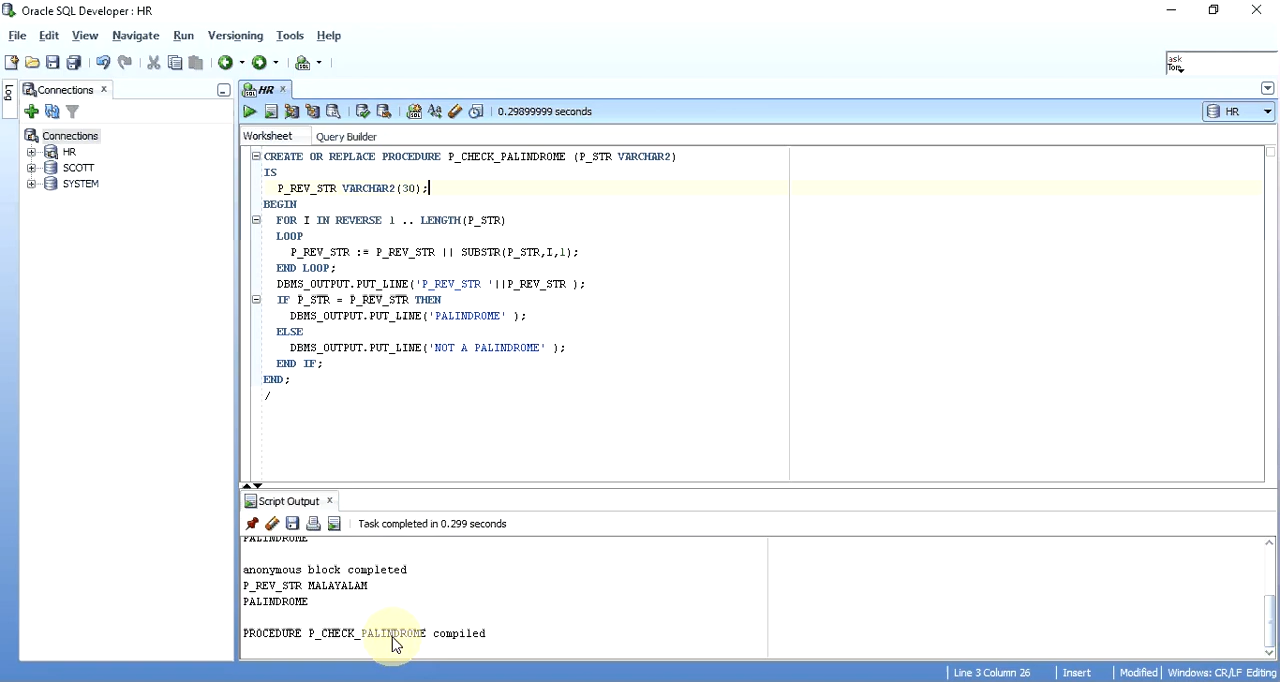 Oracle SQL Developer : HR
File Edit View Navigate Run Versioning Tools Help
ask
Tom
Log
Connections
HR
0.29899999 seconds
HR
Worksheet Query Builder
Connections
HR
SCOTT
SYSTEM
CREATE OR REPLACE PROCEDURE P_CHECK_PALINDROME (P_STR VARCHAR2)
IS
P_REV_STR VARCHAR2(30);
BEGIN
FOR I IN REVERSE 1 .. LENGTH(P_STR)
LOOP
P_REV_STR := P_REV_STR || SUBSTR(P_STR,I,1);
END LOOP;
DBMS_OUTPUT.PUT_LINE('P_REV_STR '||P_REV_STR );
IF P_STR = P_REV_STR THEN
DBMS_OUTPUT.PUT_LINE('PALINDROME' );
ELSE
DBMS_OUTPUT.PUT_LINE('NOT A PALINDROME' );
END IF;
END;
/
Script Output
Task completed in 0.299 seconds
PALINDROME
anonymous block completed
P_REV_STR MALAYALAM
PALINDROME
PROCEDURE P_CHECK_PALINDROME compiled
Line 3 Column 26 Insert Modified Windows: CR/LF Editing